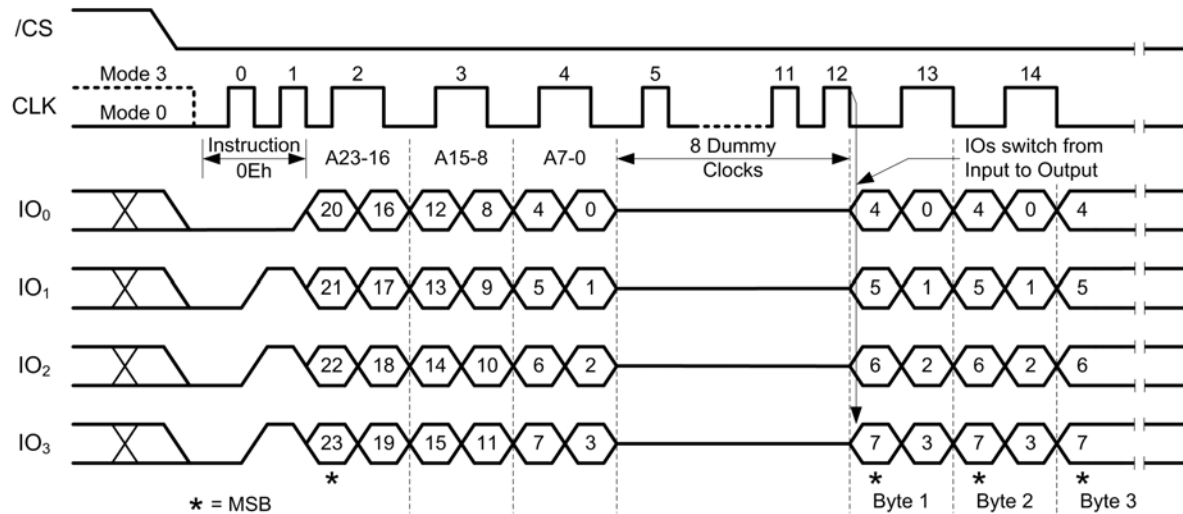 /CS
Mode 3 0 1 2 3 4 5 11 12 13 14
CLK Mode 0
Instruction
0Eh
A23-16 A15-8 A7-0
8 Dummy
Clocks
IOs switch from
Input to Output
IO0 20 16 12 8 4 0 4 0 4 0 4
IO1 21 17 13 9 5 1 5 1 5 1 5
IO2 22 18 14 10 6 2 6 2 6 2 6
IO3 23 19 15 11 7 3 7 3 7 3 7
* * * *
* = MSB Byte 1 Byte 2 Byte 3